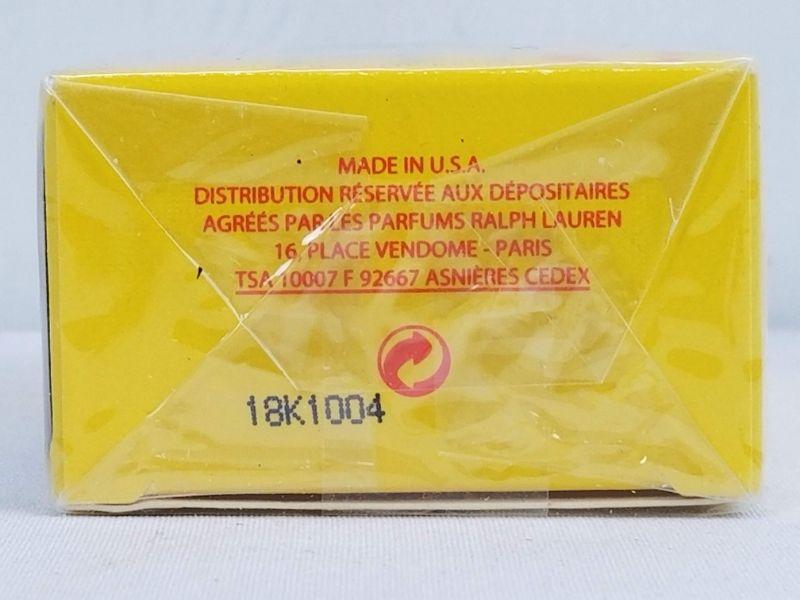 MADE IN U.S.A.
DISTRIBUTION RÉSERVÉE AUX DÉPOSITAIRES
AGRÉÉS PAR LES PARFUMS RALPH LAUREN
16, PLACE VENDOME - PARIS
TSA 10007 F 92667 ASNIÈRES CEDEX
18K1004